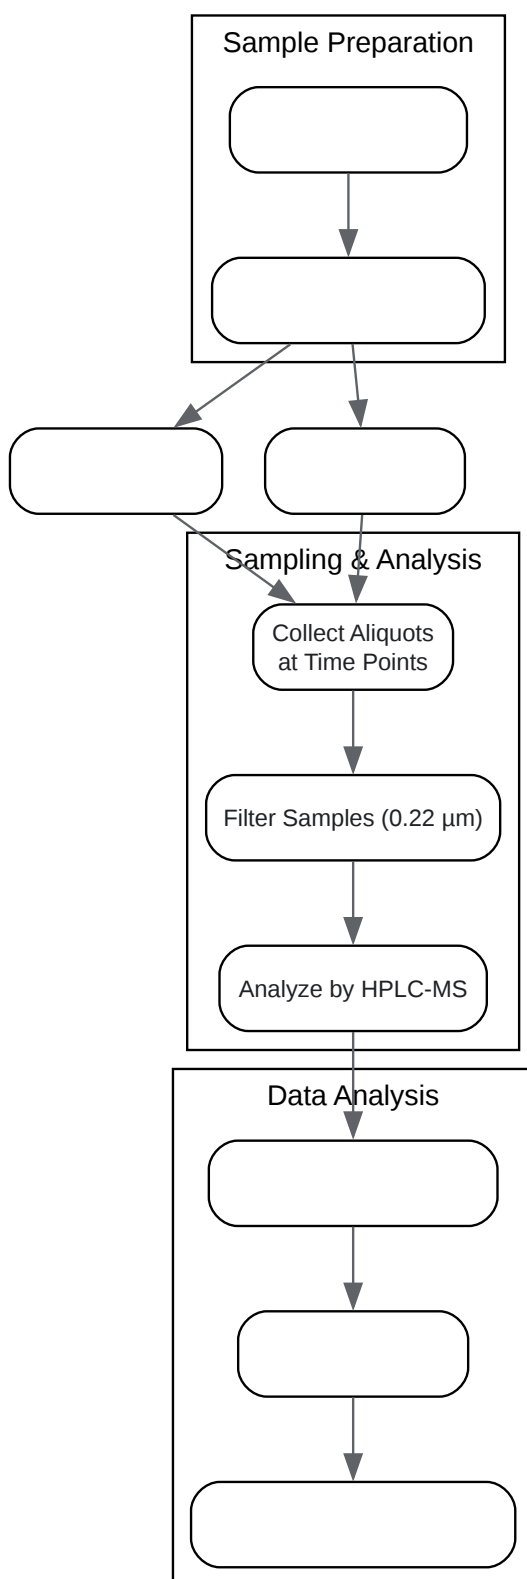 Sample Preparation
Sampling & Analysis
Collect Aliquots
at Time Points
Filter Samples (0.22 µm)
Analyze by HPLC-MS
Data Analysis